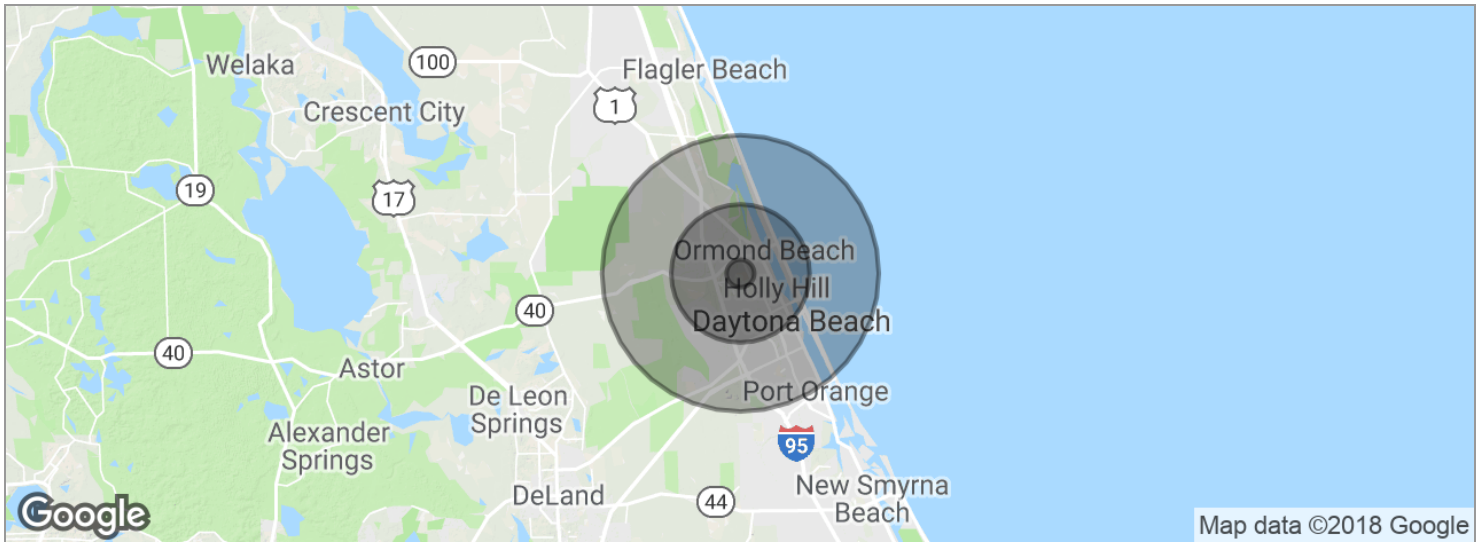 Welaka
100
Flagler Beach
Crescent City
1
19
17
Ormond Beach
Holly Hill
40
Daytona Beach
40
Astor
De Leon
Springs
Port Orange
Alexander
Springs
95
DeLand
44
New Smyrna
Beach
Google
Map data ©2018 Google